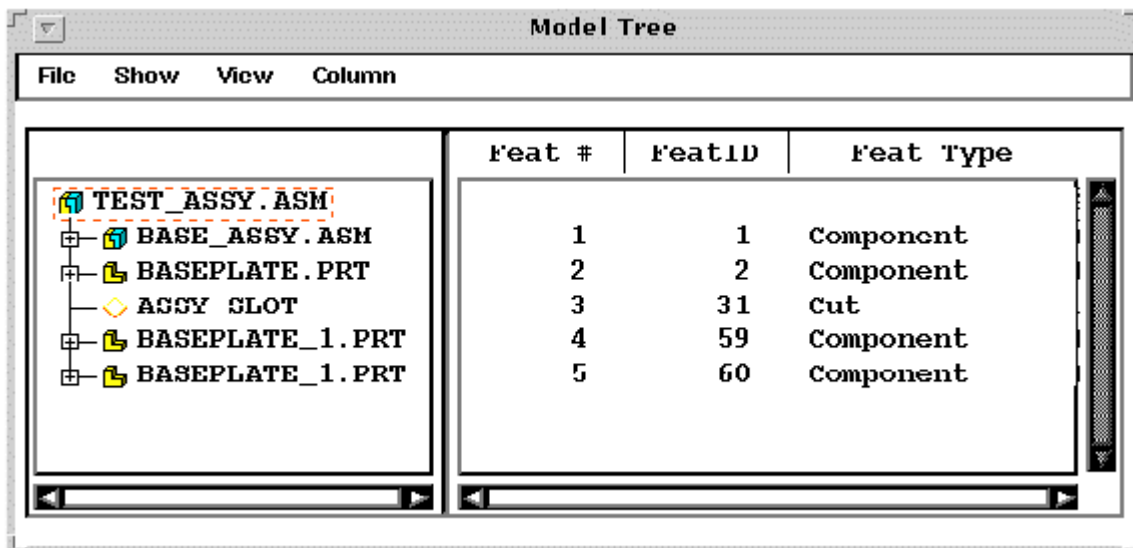 Model Tree
File Show View Column
Feat # FeatID Feat Type
TEST_ASSY.ASM
BASE_ASSY.ASM 1 1 Component
BASEPLATE.PRT 2 2 Component
ASSY SLOT 3 31 Cut
BASEPLATE_1.PRT 4 59 Component
BASEPLATE_1.PRT 5 60 Component